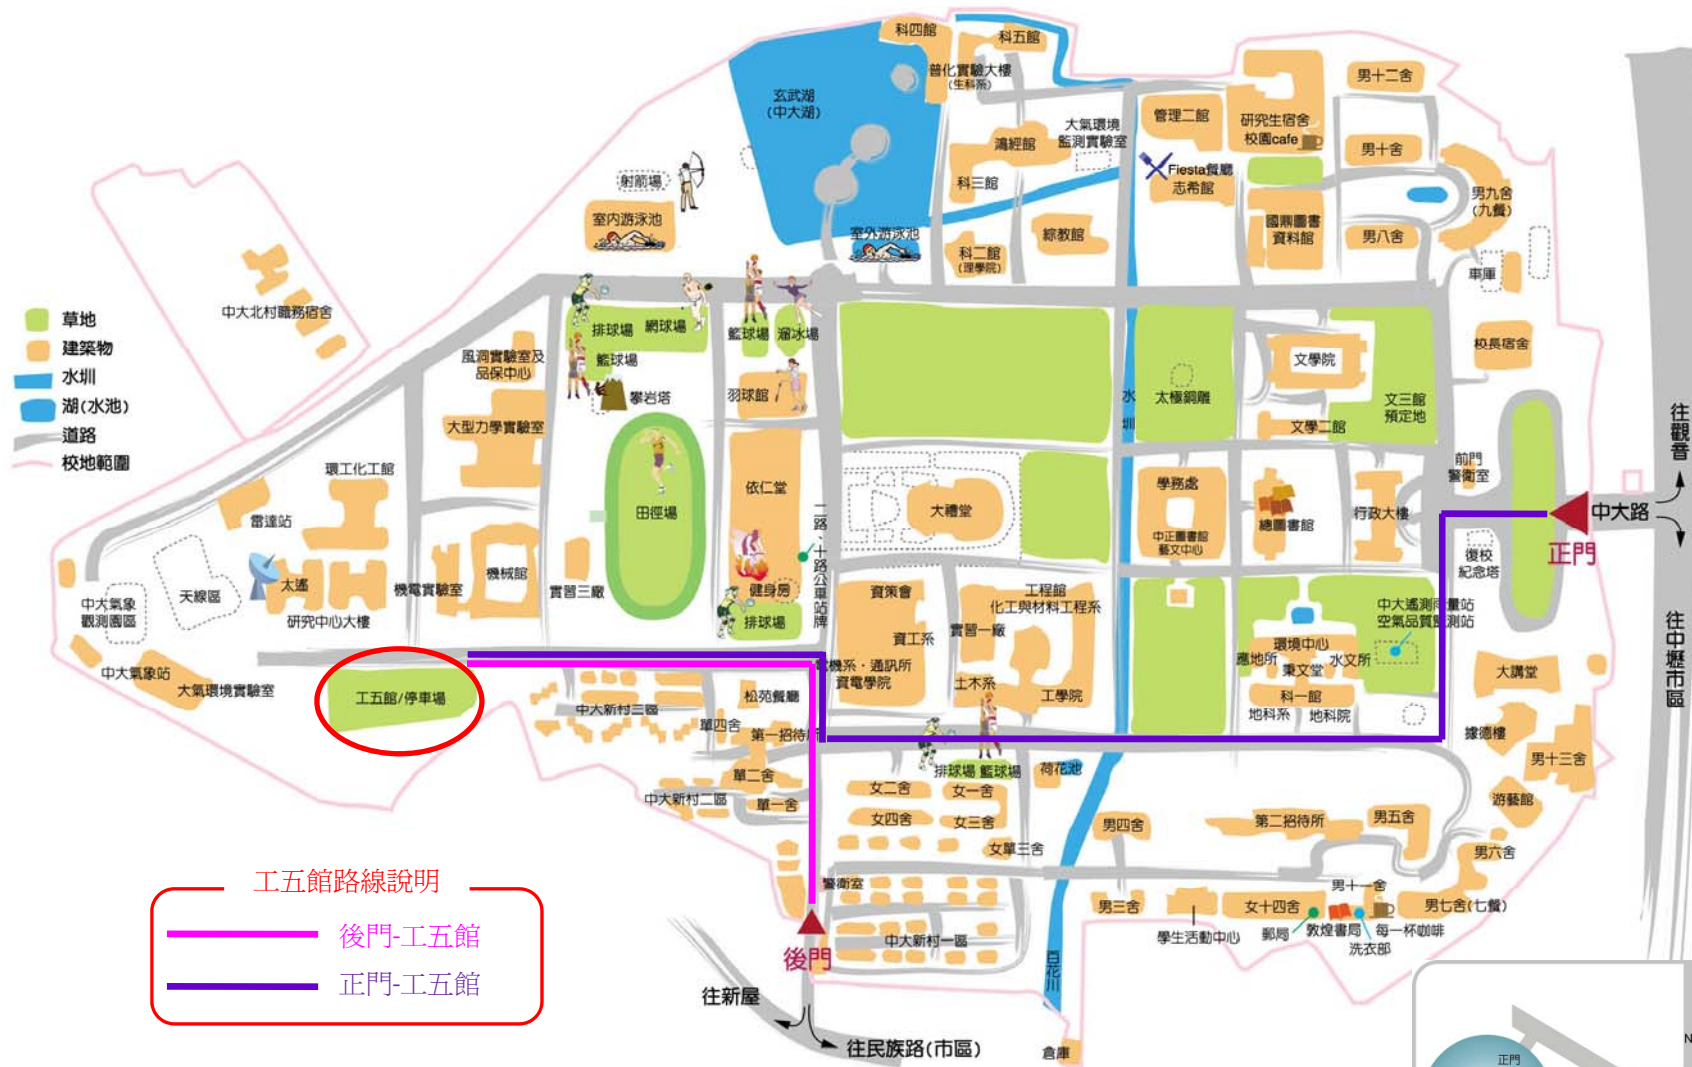 科四館
科五館
普化實驗大樓
(生科系)
玄武湖
(中大湖)
大氣環境
監測實驗室
鴻經館
科三館
管理二館
研究生宿舍
校園cafe
男十二舍
男十舍
Fiesta餐廳
志希館
男九舍
(九餐)
射箭場
室內游泳池
室外游泳池
科二館
(理學院)
綜教館
國鼎圖書
資料館
男八舍
車庫
中大北村職務宿舍
草地
建築物
水圳
湖(水池)
道路
校地範圍
排球場
網球場
籃球場
溜冰場
籃球場
攀岩塔
羽球館
風洞實驗室及
品保中心
大型力學實驗室
環工化工館
雷達站
太極銅雕
水
圳
文學院
文學二館
文三館
預定地
校長宿舍
往觀音
前門
警衛室
中大路
正門
復校
紀念塔
往中壢市區
田徑場
依仁堂
健身房
排球場
二路、十路公車站牌
大禮堂
學務處
中正圖書館
藝文中心
總圖書館
行政大樓
中大氣象
觀測園區
天線區
太遙
研究中心大樓
機電實驗室
機械館
實習三廠
資策會
資工系
電機系・通訊所
資電學院
工程館
化工與材料工程系
實習一廠
土木系
工學院
中大遙測雨量站
空氣品質監測站
環境中心
應地所
秉文堂
水文所
科一館
地科系
地科院
大講堂
據德樓
男十三舍
游藝館
中大氣象站
大氣環境實驗室
工五館/停車場
中大新村三區
松苑餐廳
單四舍
第一招待所
單二舍
中大新村二區
單一舍
排球場
籃球場
荷花池
女二舍
女一舍
女四舍
女三舍
女單三舍
男四舍
第二招待所
男五舍
男六舍
警衛室
男三舍
學生活動中心
女十四舍
郵局
敦煌書局
男十一舍
洗衣部
每一杯咖啡
男七舍(七餐)
中大新村一區
百花川
倉庫
後門
往新屋
往民族路(市區)
工五館路線說明
後門-工五館
正門-工五館
正門
N